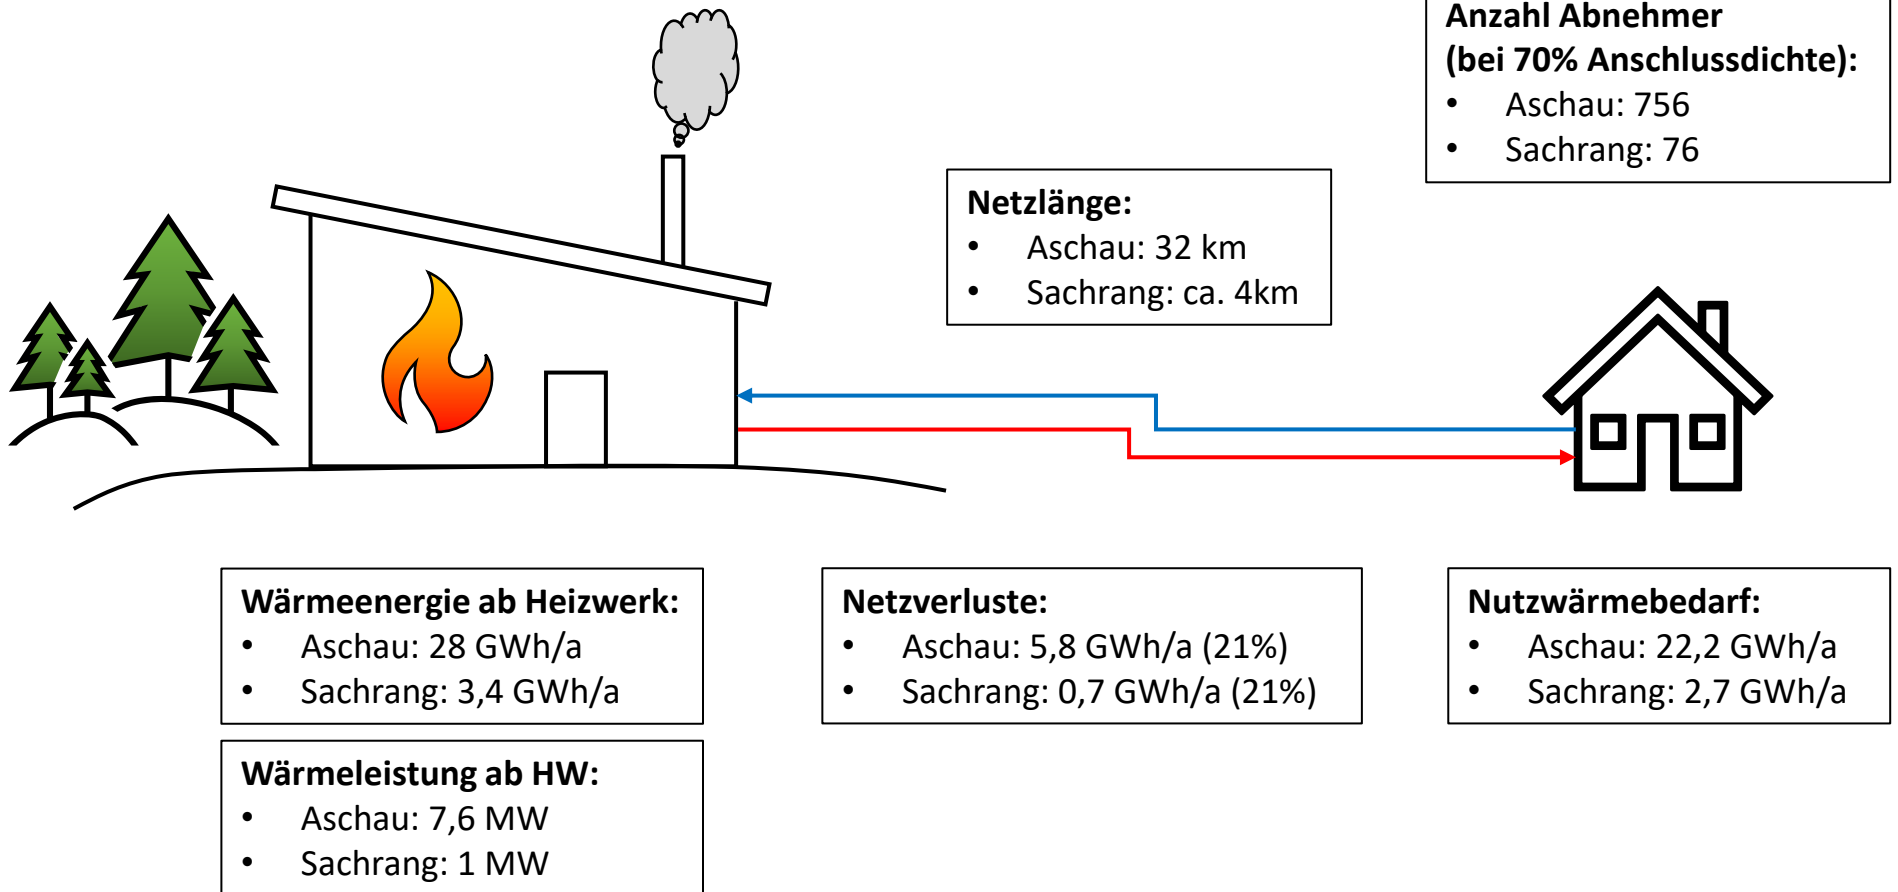 Anzahl Abnehmer
(bei 70% Anschlussdichte):
• Aschau: 756
• Sachrang: 76
Netzlänge:
• Aschau: 32 km
• Sachrang: ca. 4km
Wärmeenergie ab Heizwerk:
• Aschau: 28 GWh/a
• Sachrang: 3,4 GWh/a
Netzverluste:
• Aschau: 5,8 GWh/a (21%)
• Sachrang: 0,7 GWh/a (21%)
Nutzwärmebedarf:
• Aschau: 22,2 GWh/a
• Sachrang: 2,7 GWh/a
Wärmeleistung ab HW:
• Aschau: 7,6 MW
• Sachrang: 1 MW